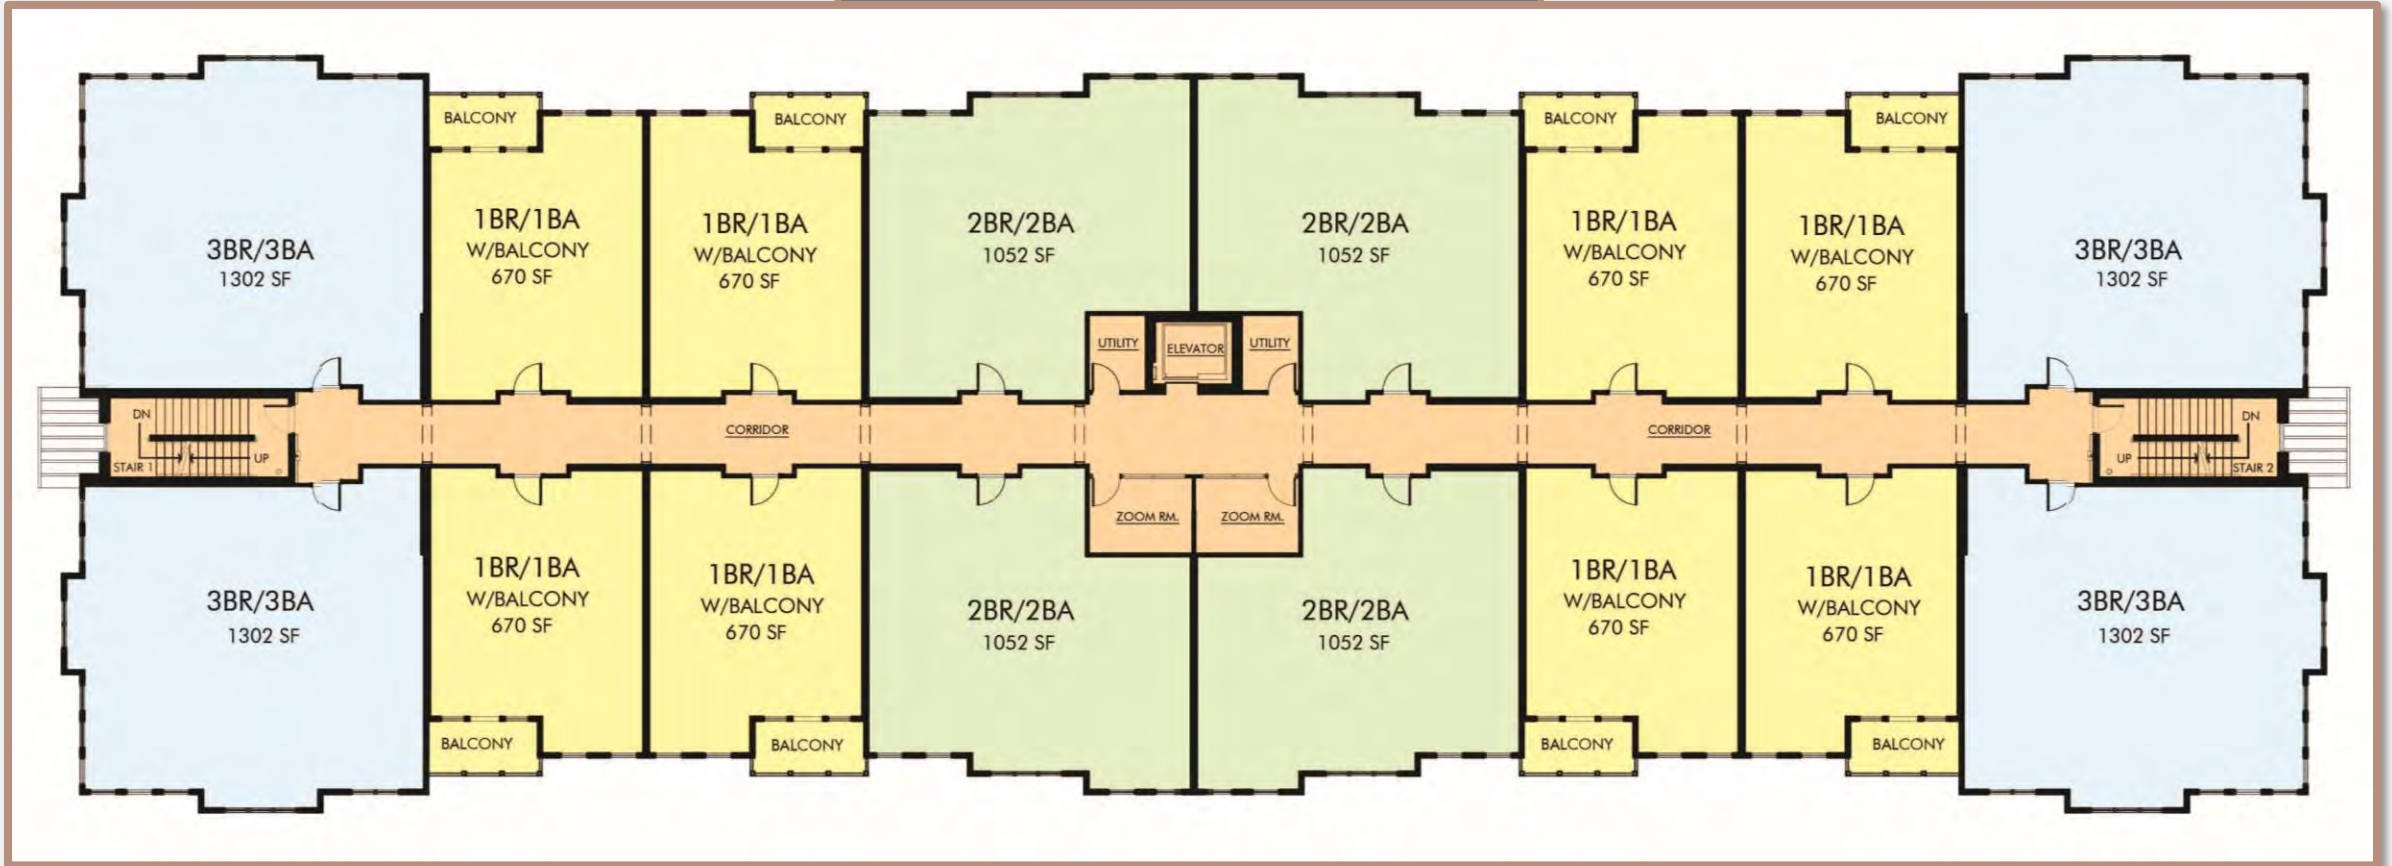 BALCONY
BALCONY
BALCONY
BALCONY
3BR/3BA
1302 SF
1BR/1BA
W/BALCONY
670 SF
1BR/1BA
W/BALCONY
670 SF
2BR/2BA
1052 SF
2BR/2BA
1052 SF
1BR/1BA
W/BALCONY
670 SF
1BR/1BA
W/BALCONY
670 SF
3BR/3BA
1302 SF
UTILITY
ELEVATOR
UTILITY
DN
UP
STAIR 1
CORRIDOR
CORRIDOR
DN
UP
STAIR 2
ZOOM RM.
ZOOM RM.
3BR/3BA
1302 SF
1BR/1BA
W/BALCONY
670 SF
1BR/1BA
W/BALCONY
670 SF
2BR/2BA
1052 SF
2BR/2BA
1052 SF
1BR/1BA
W/BALCONY
670 SF
1BR/1BA
W/BALCONY
670 SF
3BR/3BA
1302 SF
BALCONY
BALCONY
BALCONY
BALCONY